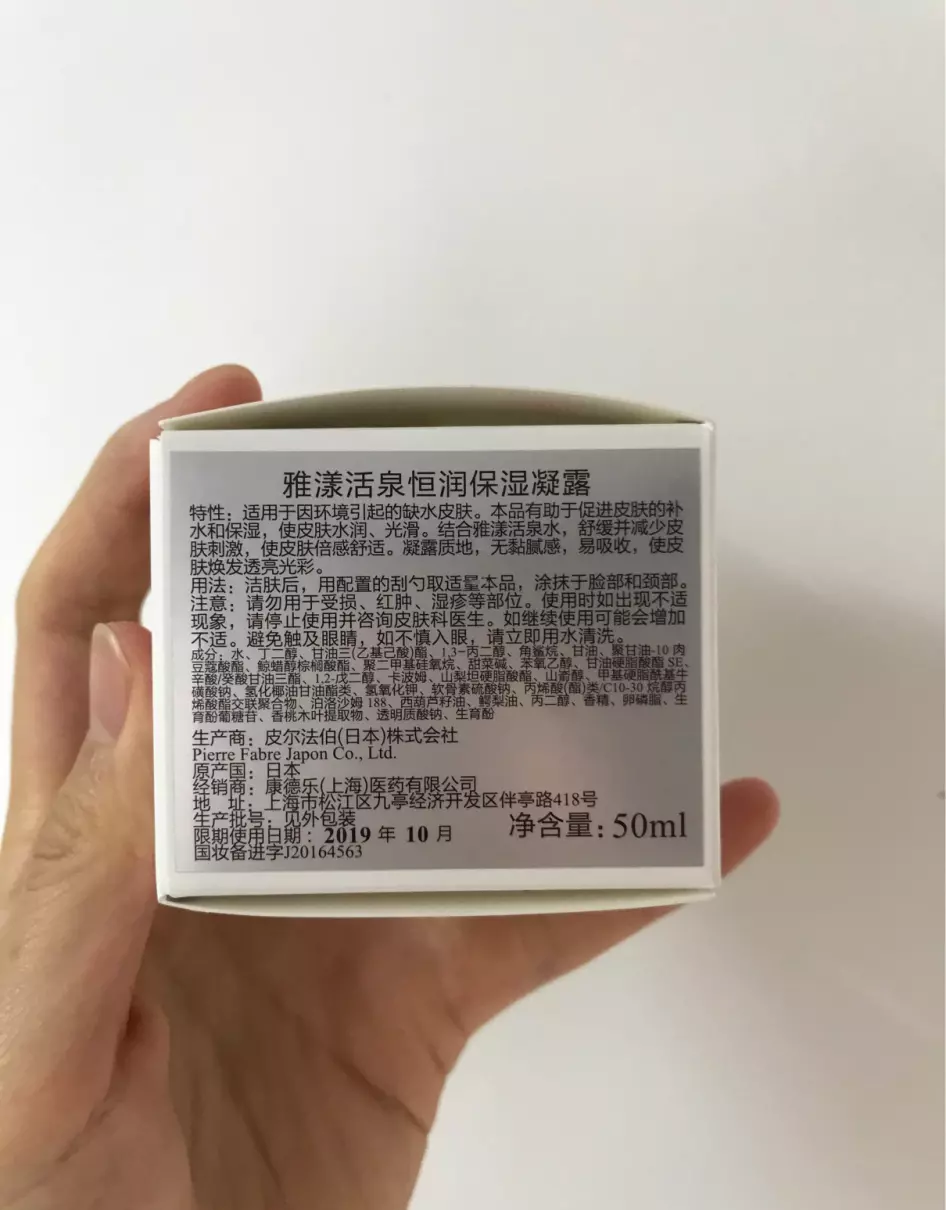 雅漾活泉恒润保湿凝露
特性：适用于因环境引起的缺水皮肤。本品有助于促进皮肤的补
水和保湿，使皮肤水润、光滑。结合雅漾活泉水，舒缓并减少皮
肤刺激，使皮肤倍感舒适。凝露质地，无黏腻感，易吸收，使皮
肤焕发透亮光彩。
用法：洁肤后，用配置的刮勺取适量本品，涂抹于脸部和颈部。
注意：请勿用于受损、红肿、湿疹等部位。使用时如出现不适
现象，请停止使用并咨询皮肤科医生。如继续使用可能会增加
不适。避免触及眼睛，如不慎入眼，请立即用水清洗。
成分：水、丁二醇、甘油三(乙基己酸)酯、1,3-丙二醇、角鲨烷、甘油、聚甘油-10 肉
豆蔻酸酯、鲸蜡醇棕榈酸酯、聚二甲基硅氧烷、甜菜碱、苯氧乙醇、甘油硬脂酸酯 SE、
辛酸/癸酸甘油三酯、1,2-戊二醇、卡波姆、山梨坦硬脂酸酯、山嵛醇、甲基硬脂酰基牛
磺酸钠、氢化椰油甘油酯类、氢氧化钾、软骨素硫酸钠、丙烯酸(酯)类/C10-30 烷醇丙
烯酸酯交联聚合物、泊洛沙姆 188、西葫芦籽油、鳄梨油、丙二醇、香精、卵磷脂、生
育酚葡糖苷、香桃木叶提取物、透明质酸钠、生育酚
生产商：皮尔法伯(日本)株式会社
Pierre Fabre Japon Co., Ltd.
原产国：日本
经销商：康德乐(上海)医药有限公司
地 址：上海市松江区九亭经济开发区伴亭路418号
生产批号：见外包装
限期使用日期：2019 年 10 月
净含量：50ml
国妆备进字J20164563